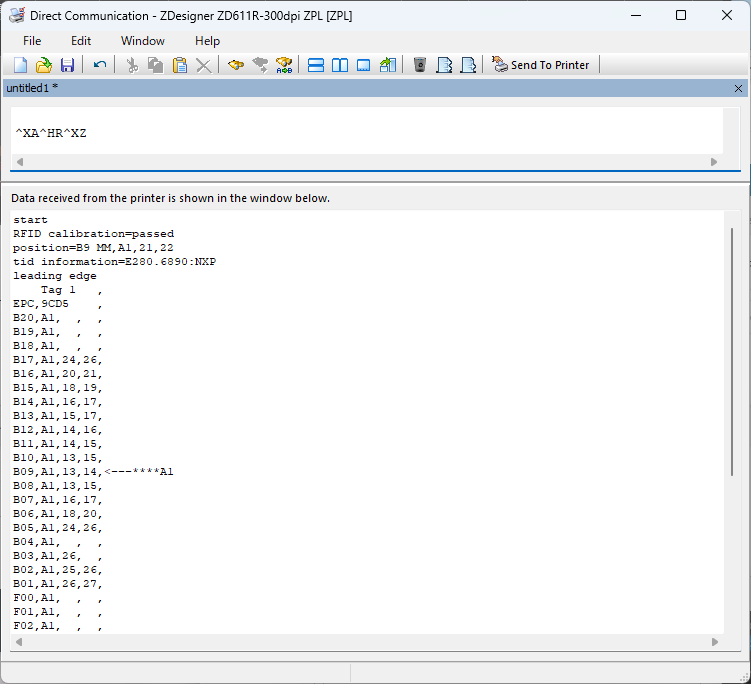 Direct Communication - ZDesigner ZD611R-300dpi ZPL [ZPL]
File Edit Window Help
Send To Printer
untitled1 *
^XA^HR^XZ
Data received from the printer is shown in the window below.
start
RFID calibration=passed
position=B9 MM,A1,21,22
tid information=E280.6890:NXP
leading edge
    Tag 1   ,
EPC,9CD5    ,
B20,A1,  ,  ,
B19,A1,  ,  ,
B18,A1,  ,  ,
B17,A1,24,26,
B16,A1,20,21,
B15,A1,18,19,
B14,A1,16,17,
B13,A1,15,17,
B12,A1,14,16,
B11,A1,14,15,
B10,A1,13,15,
B09,A1,13,14,<---****A1
B08,A1,13,15,
B07,A1,16,17,
B06,A1,18,20,
B05,A1,24,26,
B04,A1,  ,  ,
B03,A1,26,  ,
B02,A1,25,26,
B01,A1,26,27,
F00,A1,  ,  ,
F01,A1,  ,  ,
F02,A1,  ,  ,